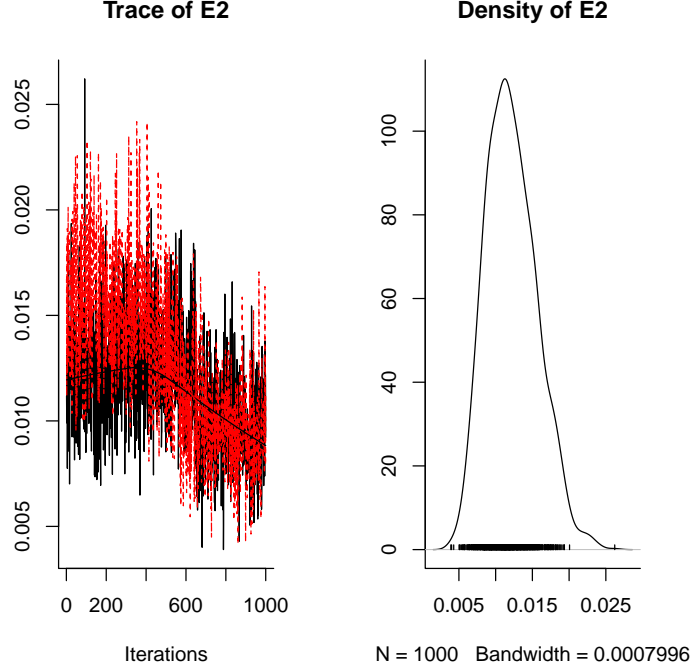 Trace of E2
0.025
0.020
0.015
0.010
0.005
0 200 600 1000
Iterations
Density of E2
100
80
60
40
20
0
0.005 0.015 0.025
N = 1000 Bandwidth = 0.0007996